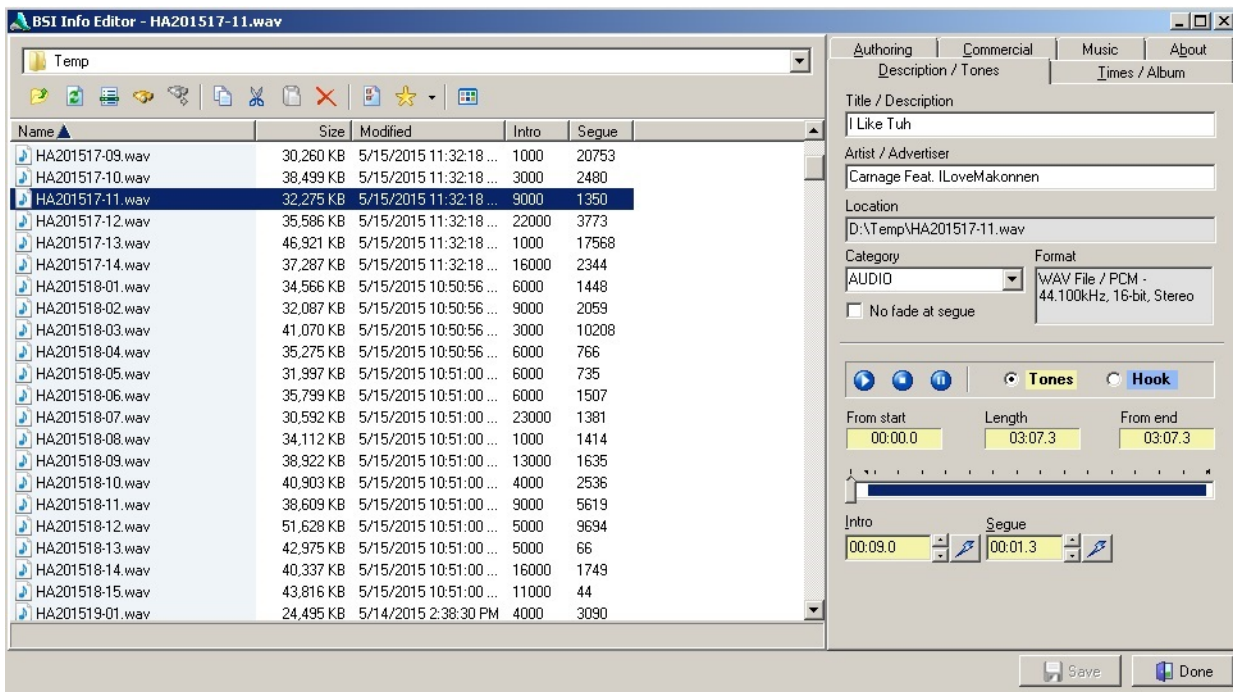 BSI Info Editor - HA201517-11.wav
Temp
Name Size Modified Intro Segue
HA201517-09.wav 30,260 KB 5/15/2015 11:32:18 ... 1000 20753
HA201517-10.wav 38,499 KB 5/15/2015 11:32:18 ... 3000 2480
HA201517-11.wav 32,275 KB 5/15/2015 11:32:18 ... 9000 1350
HA201517-12.wav 35,586 KB 5/15/2015 11:32:18 ... 22000 3773
HA201517-13.wav 46,921 KB 5/15/2015 11:32:18 ... 1000 17568
HA201517-14.wav 37,287 KB 5/15/2015 11:32:18 ... 16000 2344
HA201518-01.wav 34,566 KB 5/15/2015 10:50:56 ... 6000 1448
HA201518-02.wav 32,087 KB 5/15/2015 10:50:56 ... 9000 2059
HA201518-03.wav 41,070 KB 5/15/2015 10:50:56 ... 3000 10208
HA201518-04.wav 35,275 KB 5/15/2015 10:50:56 ... 6000 766
HA201518-05.wav 31,997 KB 5/15/2015 10:51:00 ... 6000 735
HA201518-06.wav 35,799 KB 5/15/2015 10:51:00 ... 6000 1507
HA201518-07.wav 30,592 KB 5/15/2015 10:51:00 ... 23000 1381
HA201518-08.wav 34,112 KB 5/15/2015 10:51:00 ... 1000 1414
HA201518-09.wav 38,922 KB 5/15/2015 10:51:00 ... 13000 1635
HA201518-10.wav 40,903 KB 5/15/2015 10:51:00 ... 4000 2536
HA201518-11.wav 38,609 KB 5/15/2015 10:51:00 ... 9000 5619
HA201518-12.wav 51,628 KB 5/15/2015 10:51:00 ... 5000 9694
HA201518-13.wav 42,975 KB 5/15/2015 10:51:00 ... 5000 66
HA201518-14.wav 40,337 KB 5/15/2015 10:51:00 ... 16000 1749
HA201518-15.wav 43,816 KB 5/15/2015 10:51:00 ... 11000 44
HA201519-01.wav 24,495 KB 5/14/2015 2:38:30 PM 4000 3090
Authoring Commercial Music About
Description / Tones Times / Album
Title / Description
I Like Tuh
Artist / Advertiser
Carnage Feat. ILoveMakonnen
Location
D:\Temp\HA201517-11.wav
Category Format
AUDIO WAV File / PCM -
44.100kHz, 16-bit, Stereo
No fade at segue
Tones Hook
From start Length From end
00:00.0 03:07.3 03:07.3
Intro Segue
00:09.0 00:01.3
Save Done